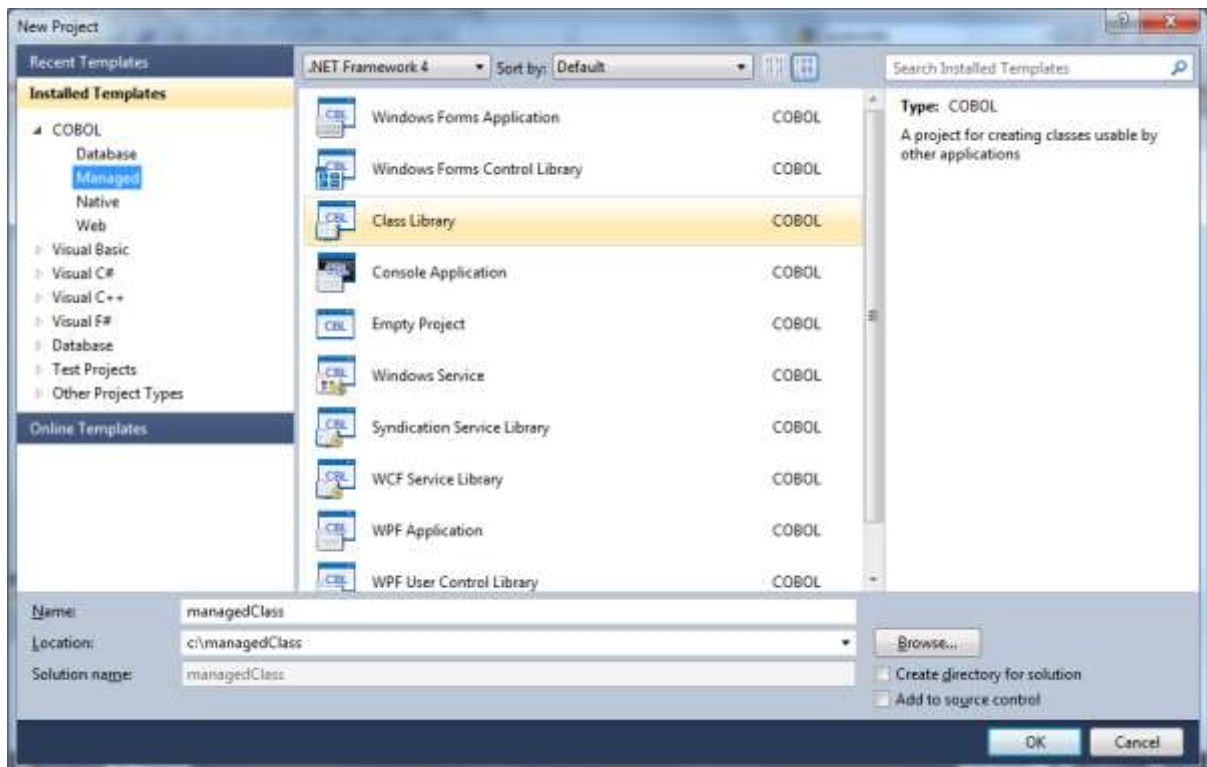 New Project
Recent Templates
Installed Templates
COBOL
Database
Managed
Native
Web
Visual Basic
Visual C#
Visual C++
Visual F#
Database
Test Projects
Other Project Types
Online Templates
.NET Framework 4 Sort by: Default
Windows Forms Application COBOL
Windows Forms Control Library COBOL
Class Library COBOL
Console Application COBOL
Empty Project COBOL
Windows Service COBOL
Syndication Service Library COBOL
WCF Service Library COBOL
WPF Application COBOL
WPF User Control Library COBOL
Search Installed Templates
Type: COBOL
A project for creating classes usable by
other applications
Name: managedClass
Location: c:\managedClass
Browse...
Solution name: managedClass
Create directory for solution
Add to source control
OK Cancel